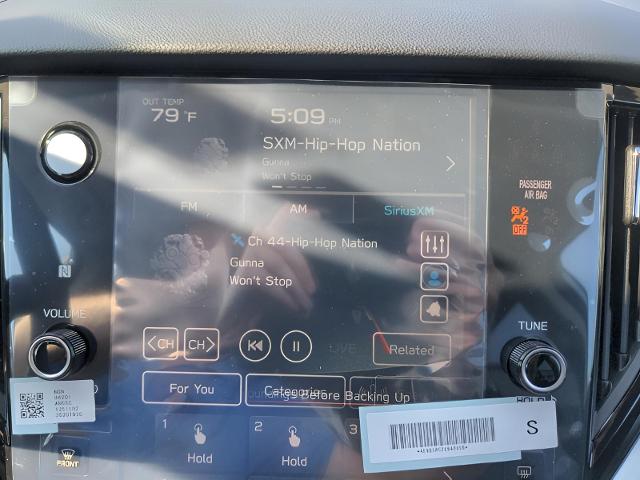 OUT TEMP
79 °F
5:09 PM
SXM-Hip-Hop Nation
Gunna
Won't Stop
PASSENGER
AIR BAG
2
OFF
FM AM SiriusXM
Ch 44-Hip-Hop Nation
Gunna
Won't Stop
N
VOLUME
TUNE
<CH CH> LIVE Related
For You Categories
Before Backing Up
HOLD
S
1 Hold
2 Hold
3
FRONT